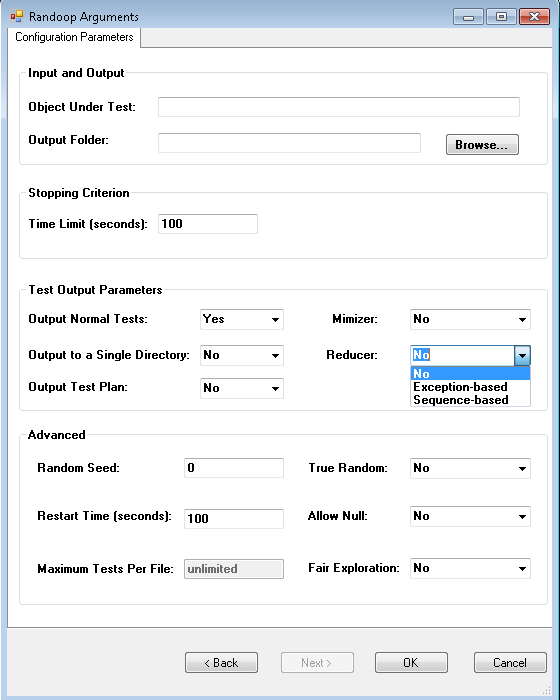 Randoop Arguments
Configuration Parameters
Input and Output
Object Under Test:
Output Folder:
Browse...
Stopping Criterion
Time Limit (seconds): 100
Test Output Parameters
Output Normal Tests: Yes Mimizer: No
Output to a Single Directory: No Reducer: No
No
Output Test Plan: No Exception-based
Sequence-based
Advanced
Random Seed: 0 True Random: No
Restart Time (seconds): 100 Allow Null: No
Maximum Tests Per File: unlimited Fair Exploration: No
< Back Next > OK Cancel